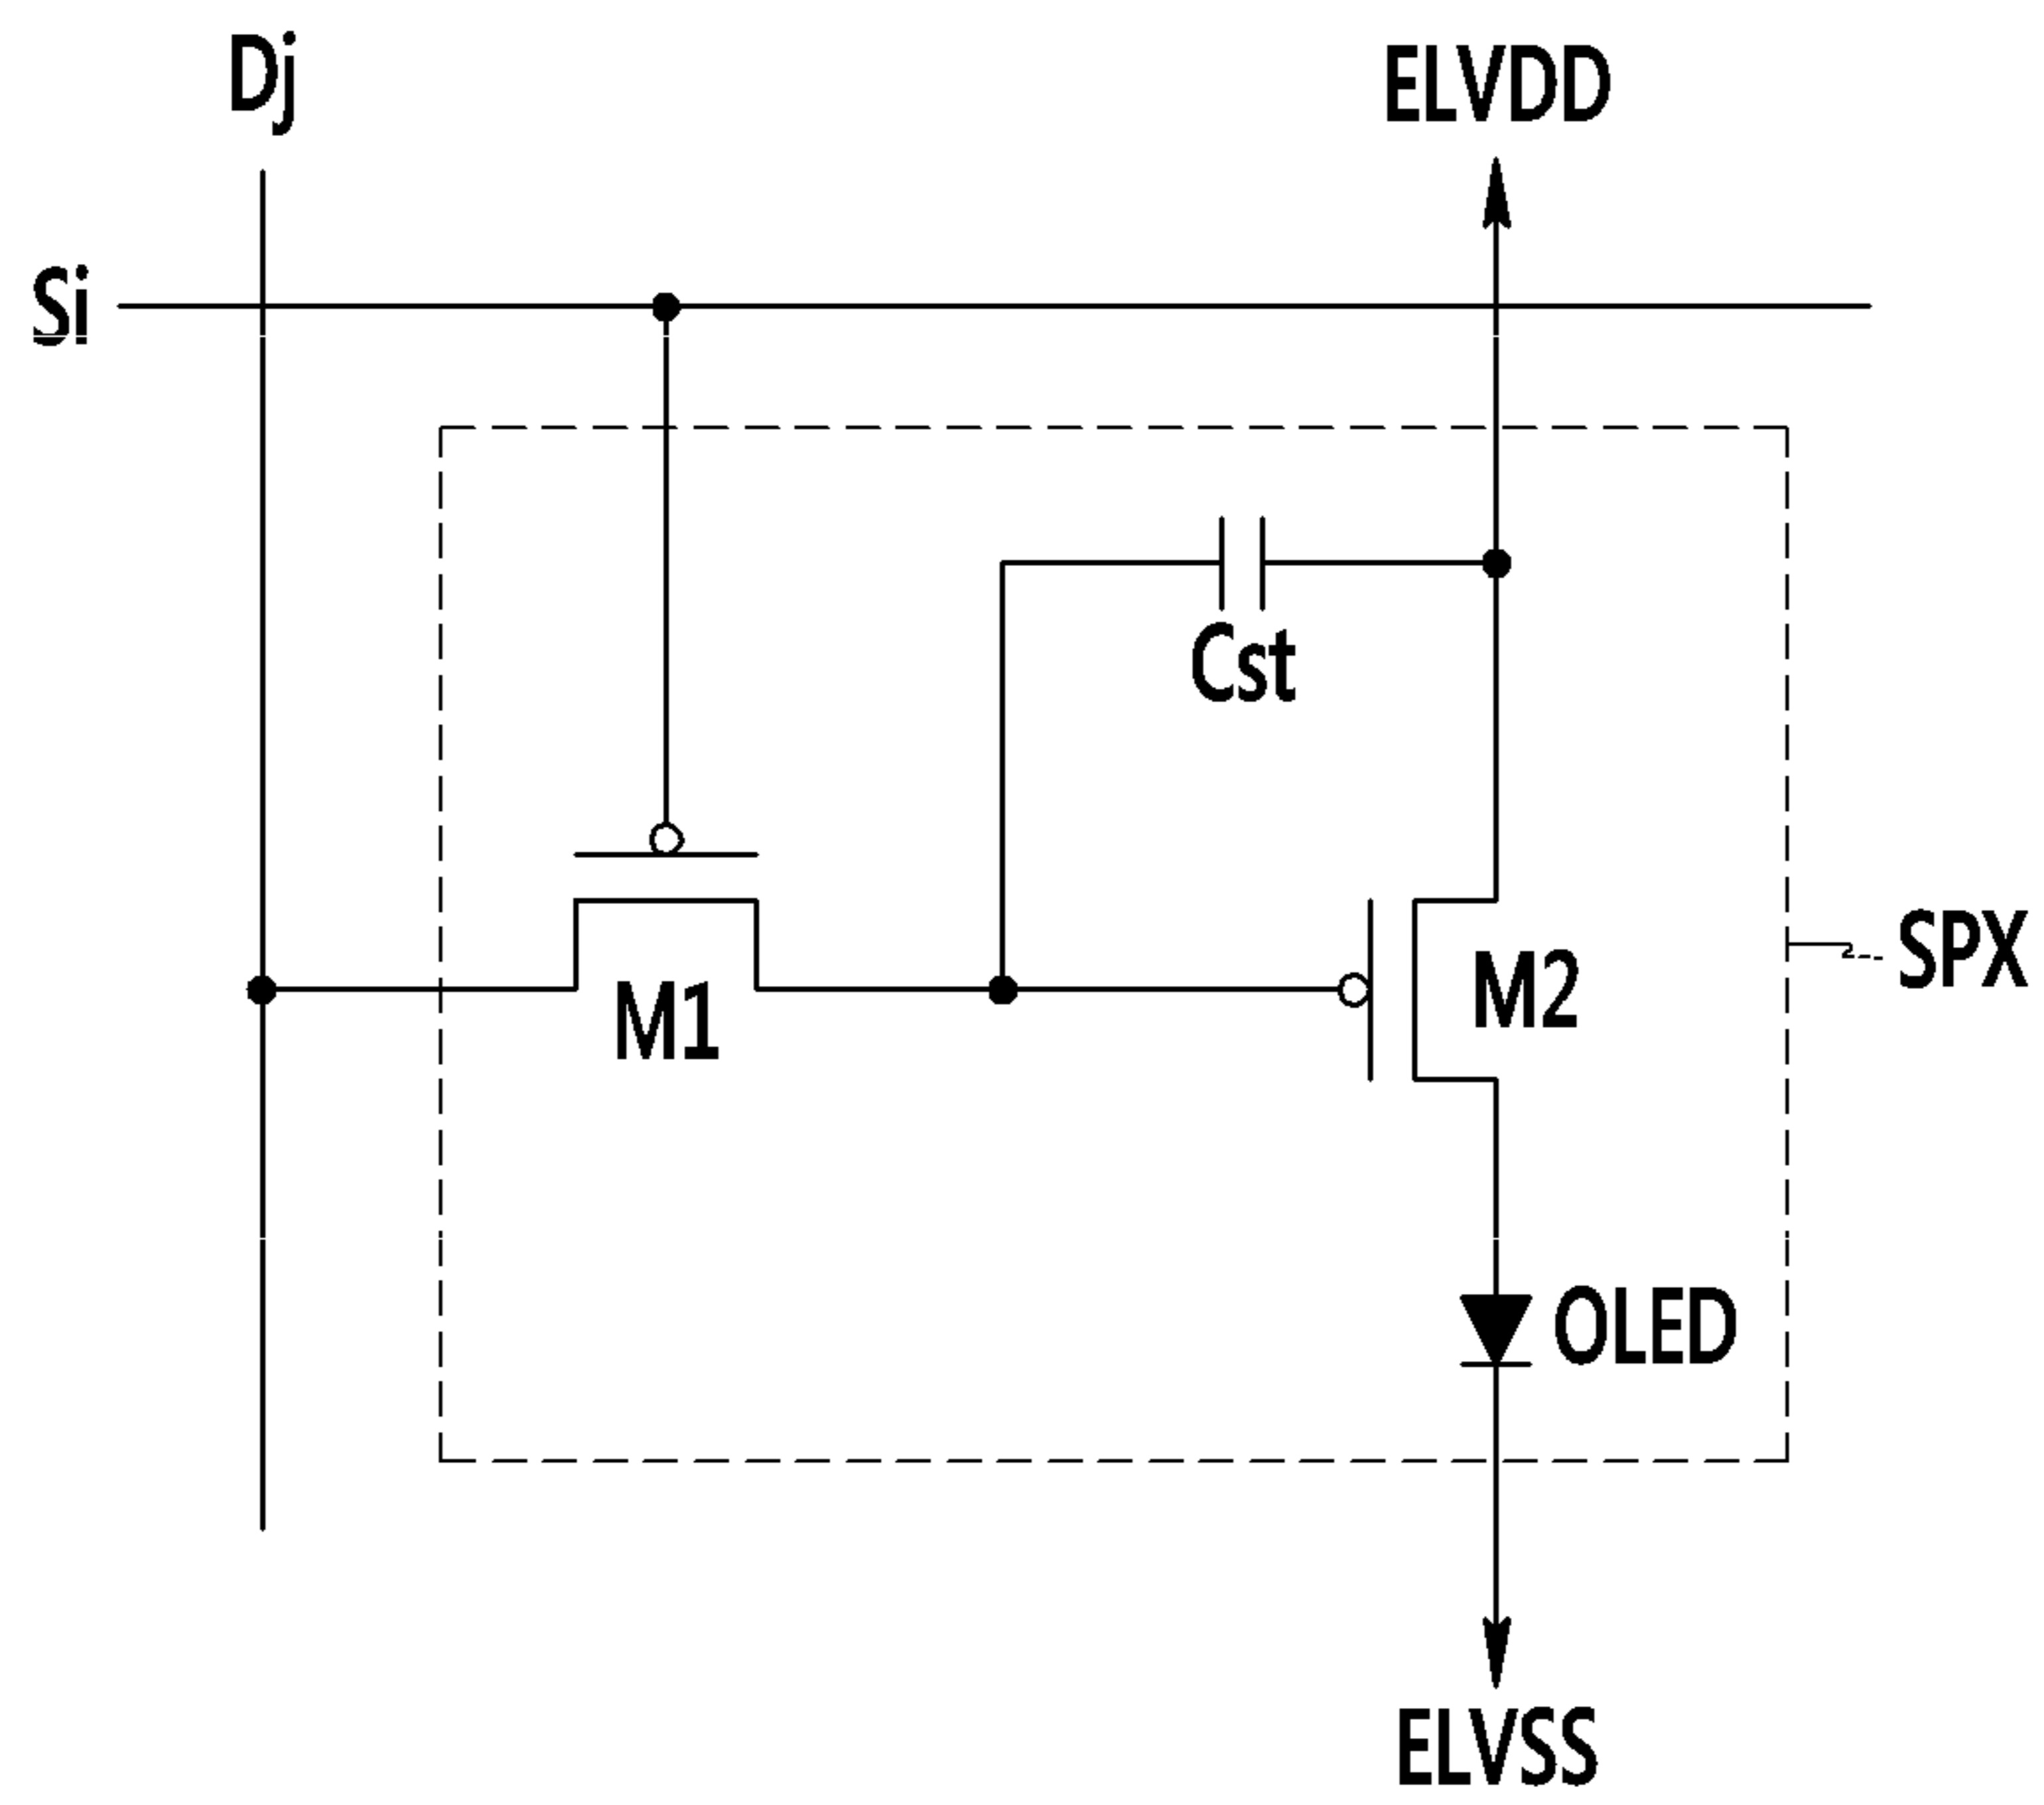 Dj
ELVDD
Si
Cst
SPX
M1
M2
OLED
ELVSS